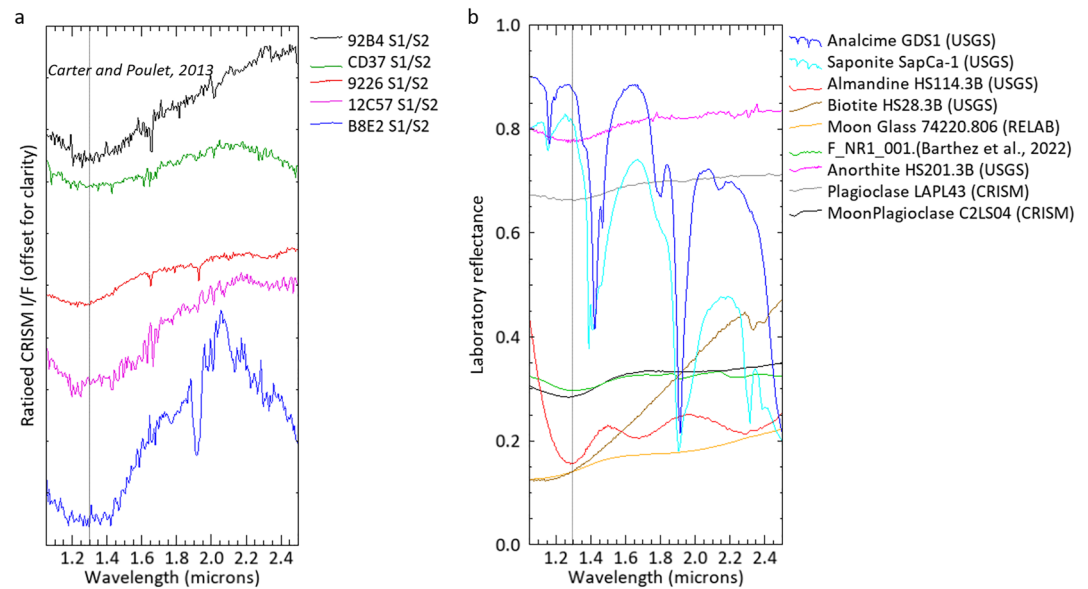 a
Carter and Poulet, 2013
92B4 S1/S2
CD37 S1/S2
9226 S1/S2
12C57 S1/S2
B8E2 S1/S2
Ratioed CRISM I/F (offset for clarity)
1.2 1.4 1.6 1.8 2.0 2.2 2.4
Wavelength (microns)
b
1.0
0.8
0.6
0.4
0.2
0.0
Laboratory reflectance
1.2 1.4 1.6 1.8 2.0 2.2 2.4
Wavelength (microns)
Analcime GDS1 (USGS)
Saponite SapCa-1 (USGS)
Almandine HS114.3B (USGS)
Biotite HS28.3B (USGS)
Moon Glass 74220.806 (RELAB)
F_NR1_001.(Barthez et al., 2022)
Anorthite HS201.3B (USGS)
Plagioclase LAPL43 (CRISM)
MoonPlagioclase C2LS04 (CRISM)